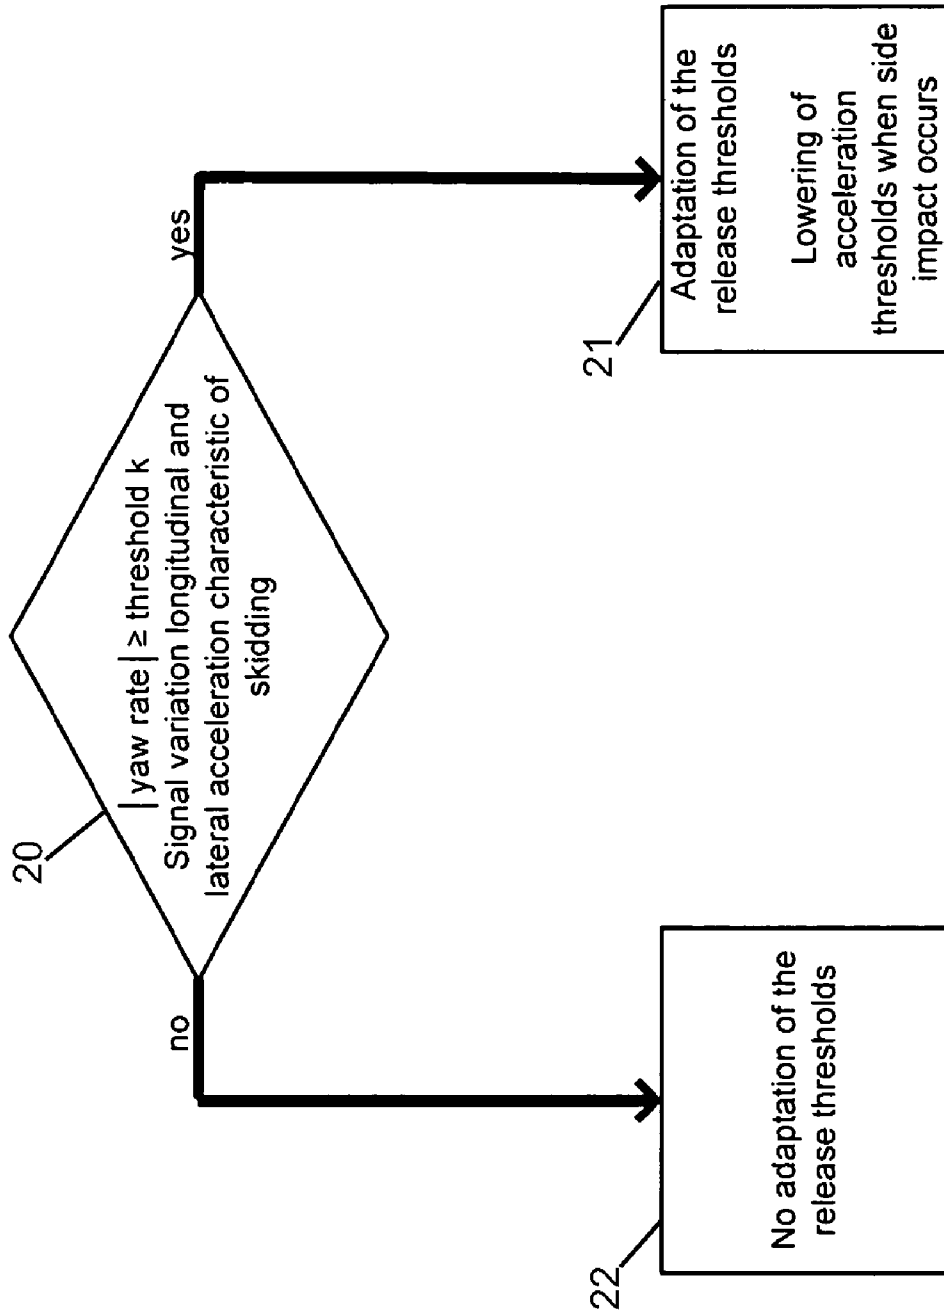 20
|yaw rate| ≥ threshold k
Signal variation longitudinal and
lateral acceleration characteristic of
skidding
no
yes
22
No adaptation of the
release thresholds
21
Adaptation of the
release thresholds
Lowering of
acceleration
thresholds when side
impact occurs